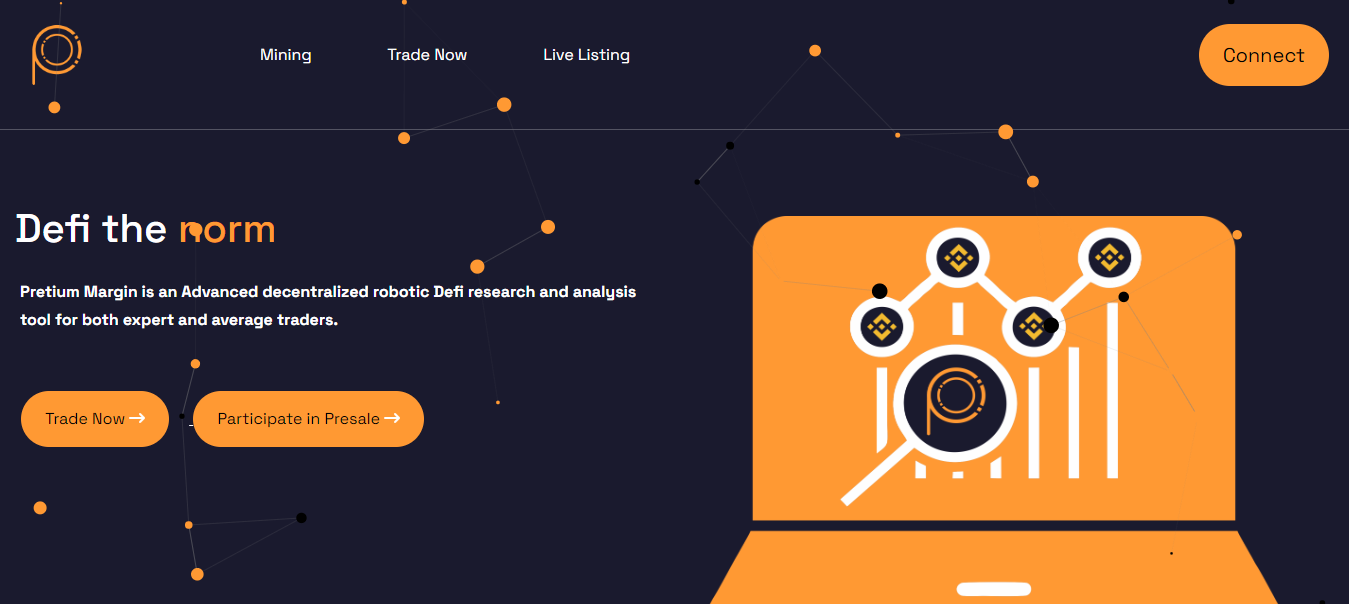 Mining Trade Now Live Listing Connect
Defi the norm
Pretium Margin is an Advanced decentralized robotic Defi research and analysis
tool for both expert and average traders.
Trade Now → Participate in Presale →